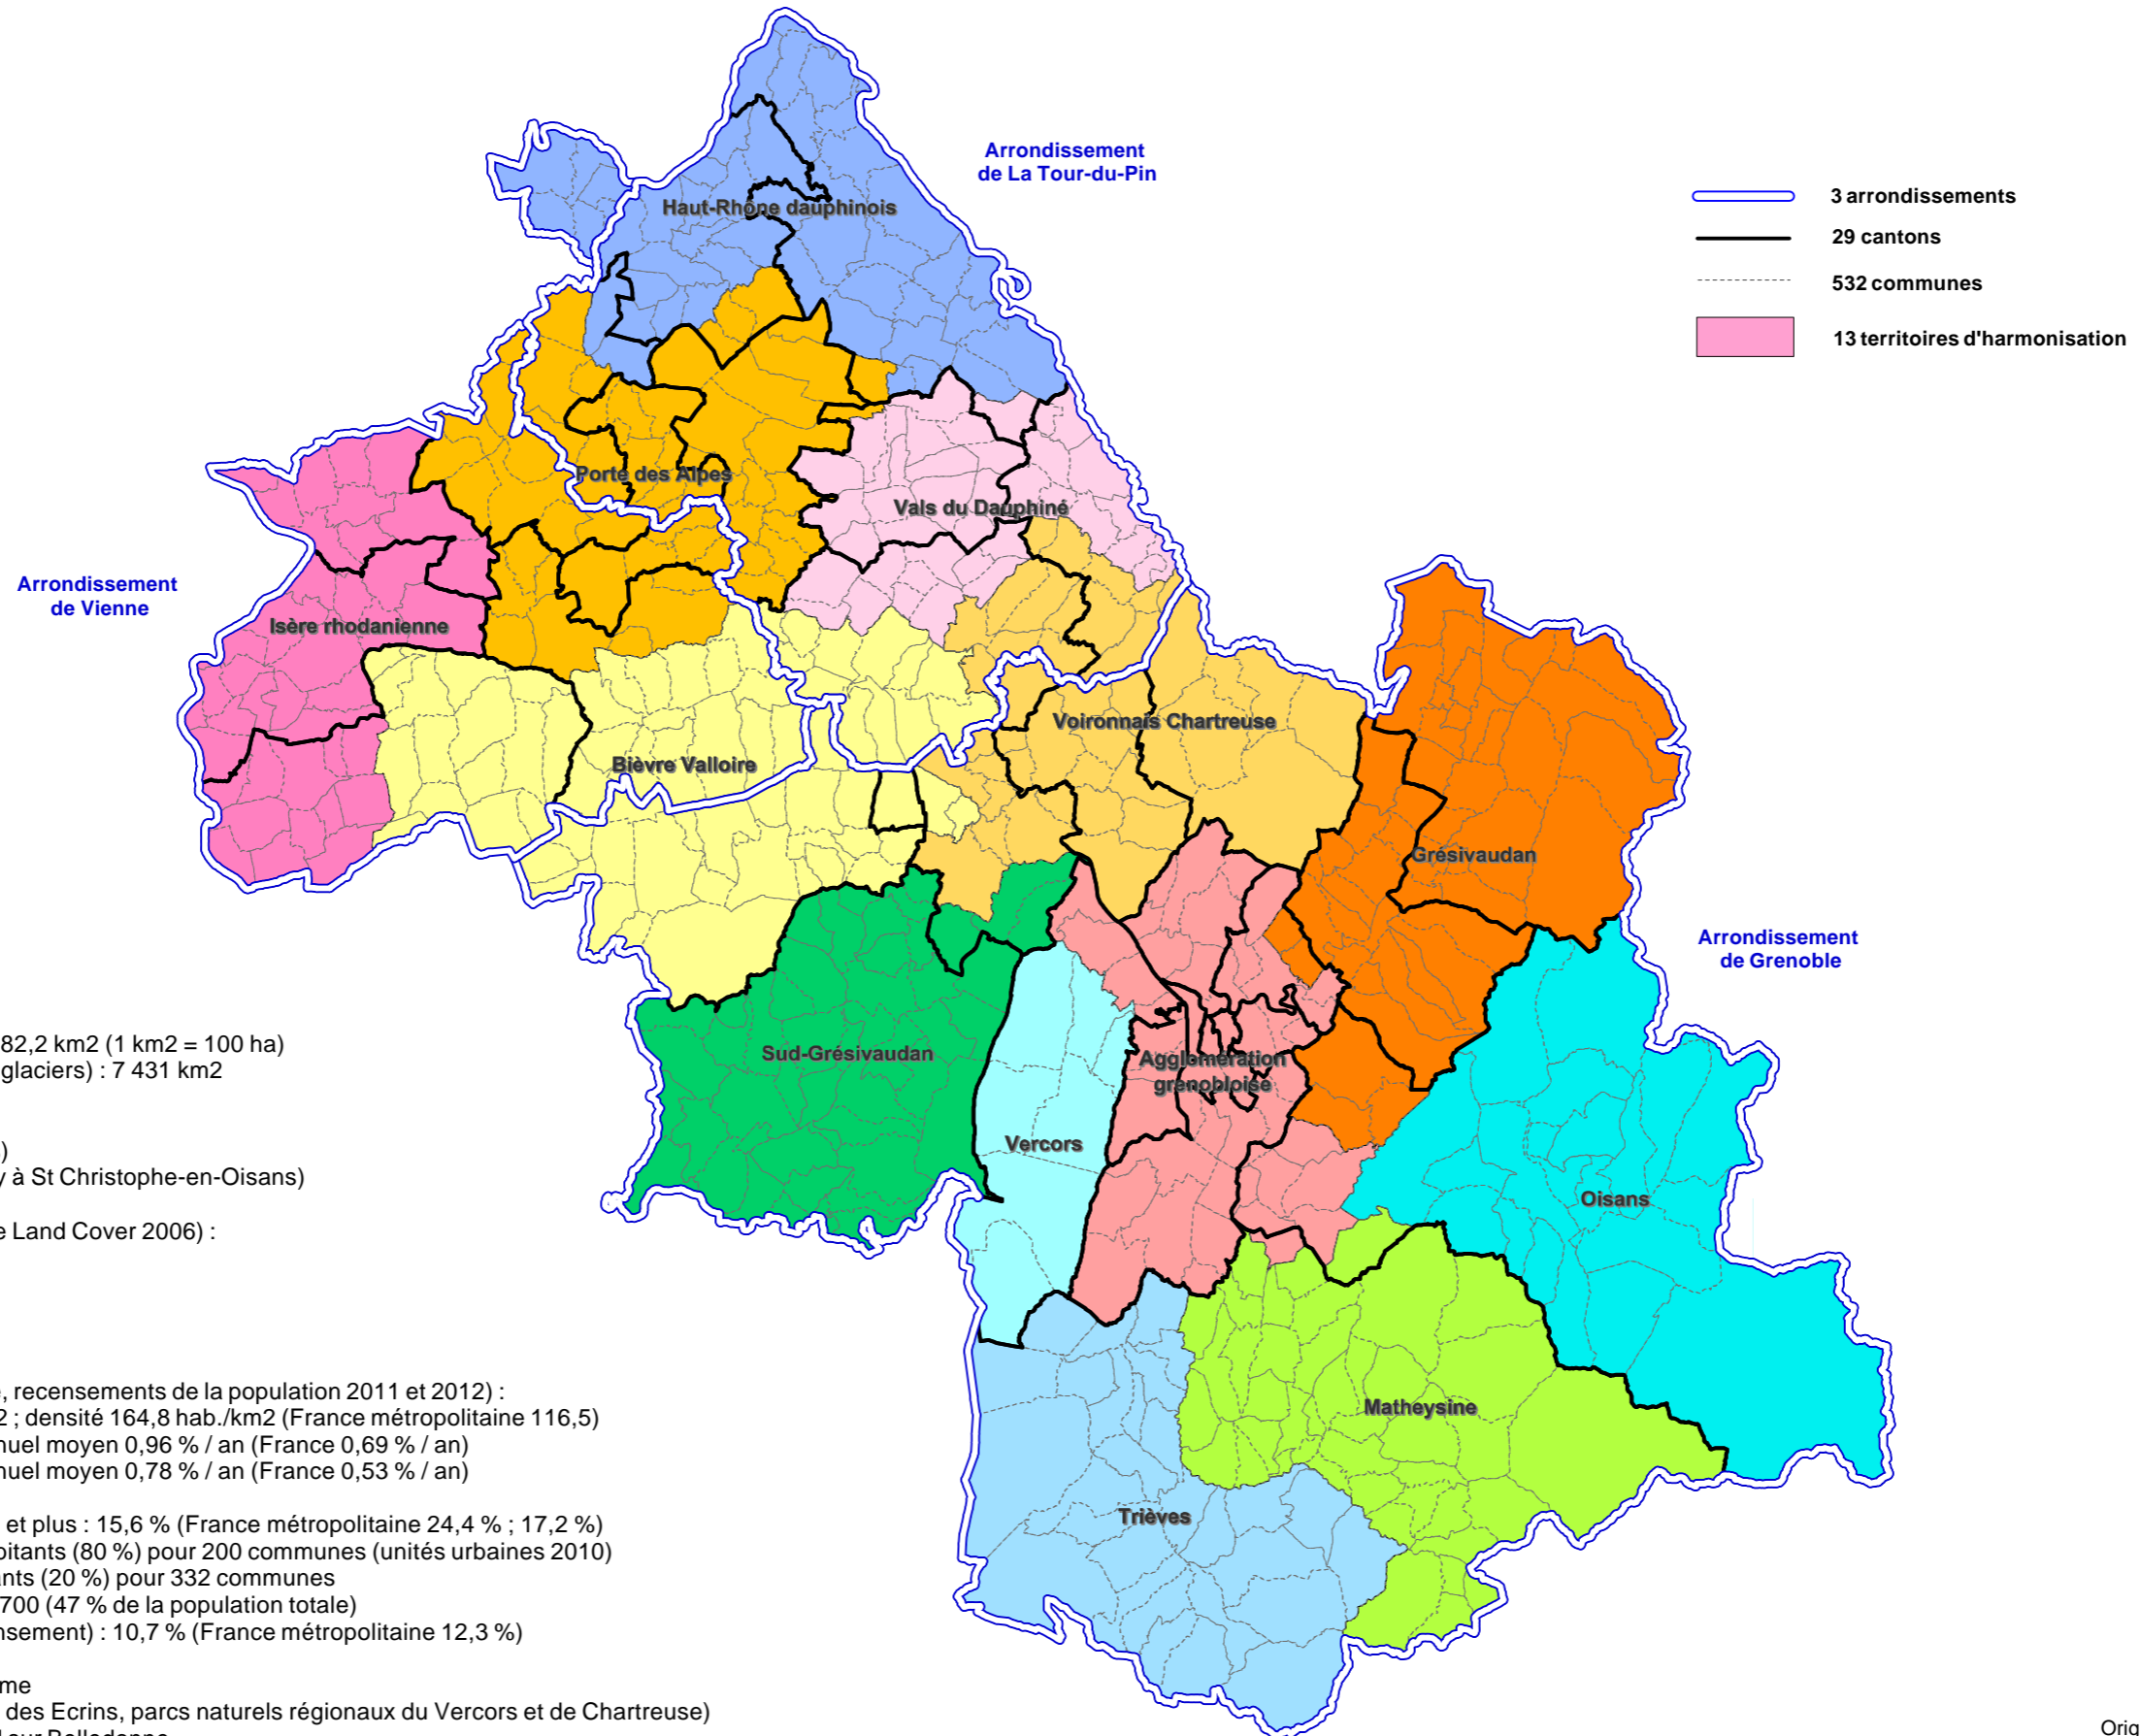 Arrondissement
de La Tour-du-Pin
3 arrondissements
29 cantons
532 communes
13 territoires d'harmonisation
Haut-Rhône dauphinois
Porte des Alpes
Vals du Dauphiné
Arrondissement
de Vienne
Isère rhodanienne
Voironnais Chartreuse
Bièvre Valloire
Grésivaudan
Arrondissement
de Grenoble
Sud-Grésivaudan
Agglomération
grenobloise
Vercors
Oisans
Matheysine
Trièves
82,2 km2 (1 km2 = 100 ha)
glaciers) : 7 431 km2
)
y à St Christophe-en-Oisans)
e Land Cover 2006) :
, recensements de la population 2011 et 2012) :
2 ; densité 164,8 hab./km2 (France métropolitaine 116,5)
nuel moyen 0,96 % / an (France 0,69 % / an)
nuel moyen 0,78 % / an (France 0,53 % / an)
et plus : 15,6 % (France métropolitaine 24,4 % ; 17,2 %)
bitants (80 %) pour 200 communes (unités urbaines 2010)
ants (20 %) pour 332 communes
700 (47 % de la population totale)
nsement) : 10,7 % (France métropolitaine 12,3 %)
me
des Ecrins, parcs naturels régionaux du Vercors et de Chartreuse)
Orig